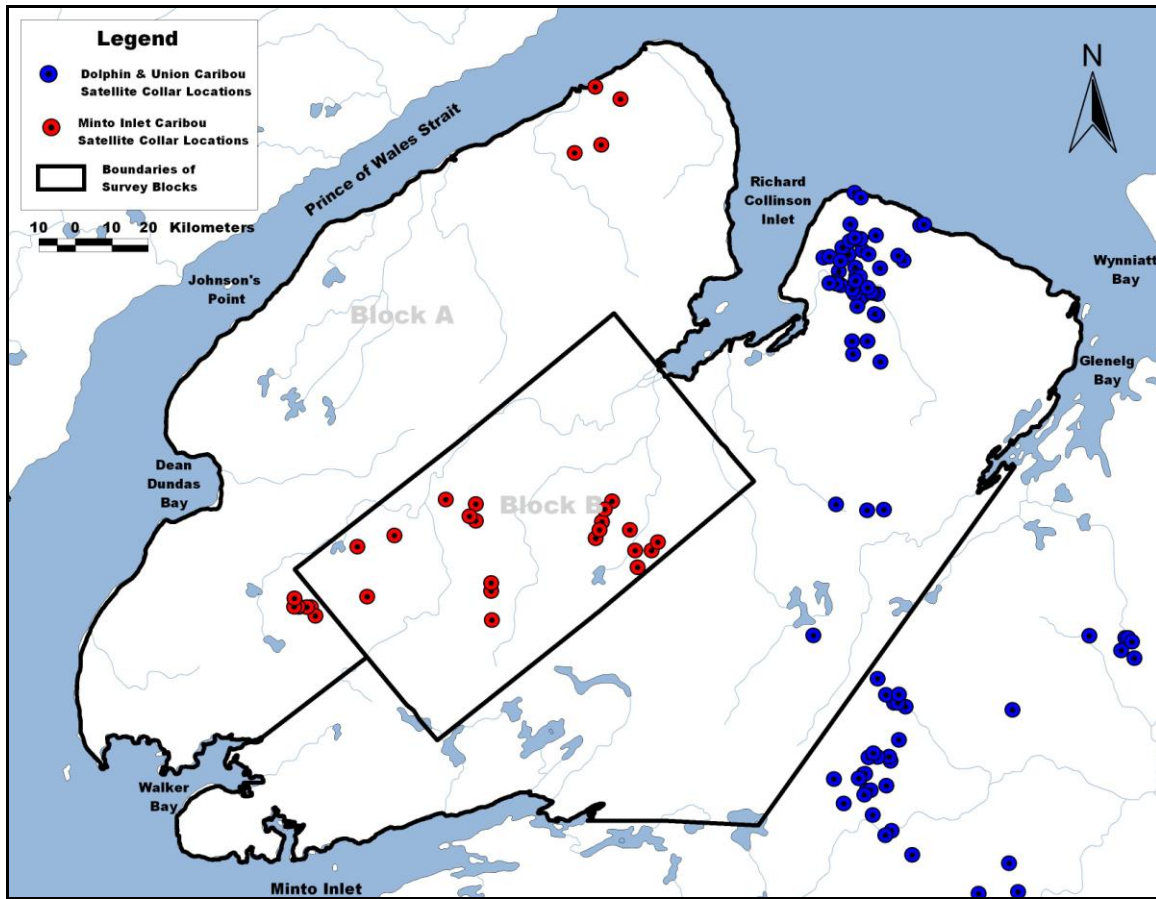 Legend
Dolphin & Union Caribou
Satellite Collar Locations
Minto Inlet Caribou
Satellite Collar Locations
Boundaries of
Survey Blocks
10 0 10 20 Kilometers
N
Prince of Wales Strait
Richard
Collinson
Inlet
Wynniatt
Bay
Johnson's
Point
Block A
Glenelg
Bay
Dean
Dundas
Bay
Block B
Walker
Bay
Minto Inlet